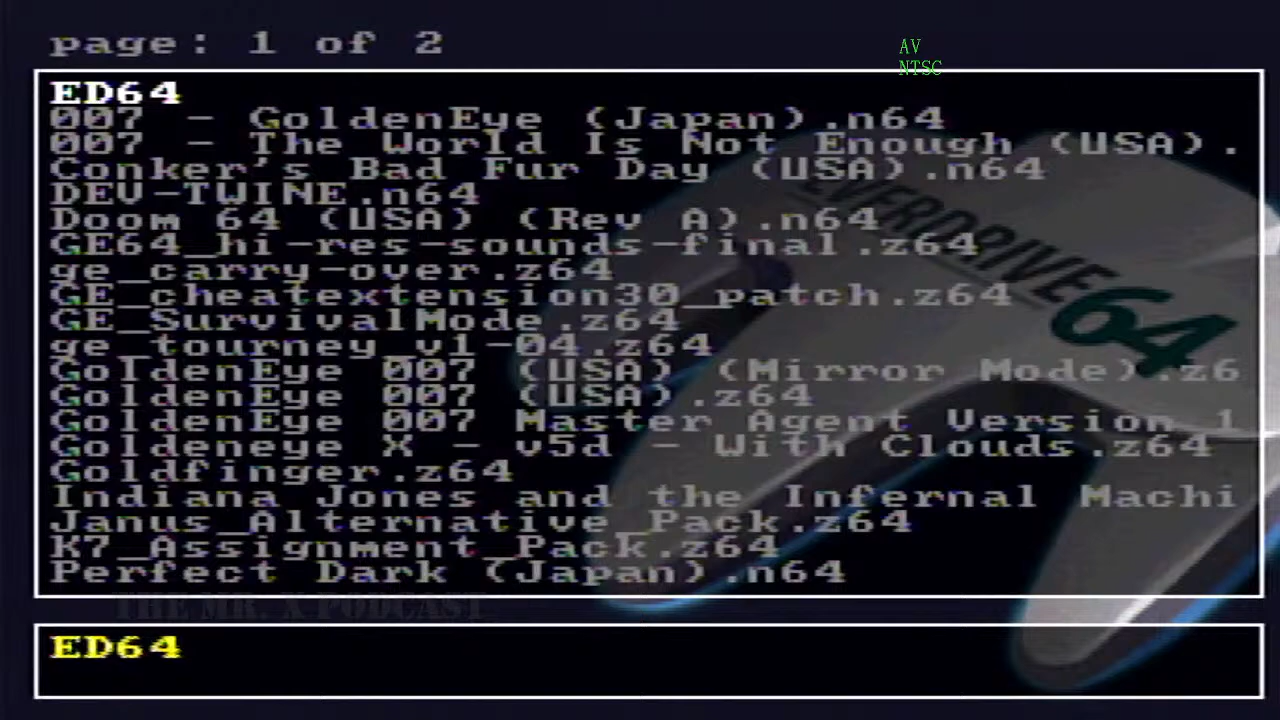 page: 1 of 2
AV
NTSC
ED64
007 - GoldenEye (Japan).n64
007 - The World Is Not Enough (USA).
Conker's Bad Fur Day (USA).n64
DEV-TWINE.n64
Doom 64 (USA) (Rev A).n64
GE64_hi-res-sounds-final.z64
ge_carry-over.z64
GE_cheatextension30_patch.z64
GE_SurvivalMode.z64
ge_tourney_v1-04.z64
GoldenEye 007 (USA) (Mirror Mode).z6
GoldenEye 007 (USA).z64
GoldenEye 007 Master Agent Version 1
Goldeneye X - v5d - With Clouds.z64
Goldfinger.z64
Indiana Jones and the Infernal Machi
Janus_Alternative_Pack.z64
K7_Assignment_Pack.z64
Perfect Dark (Japan).n64
EVERDRIVE64
THE MR. X PODCAST
ED64